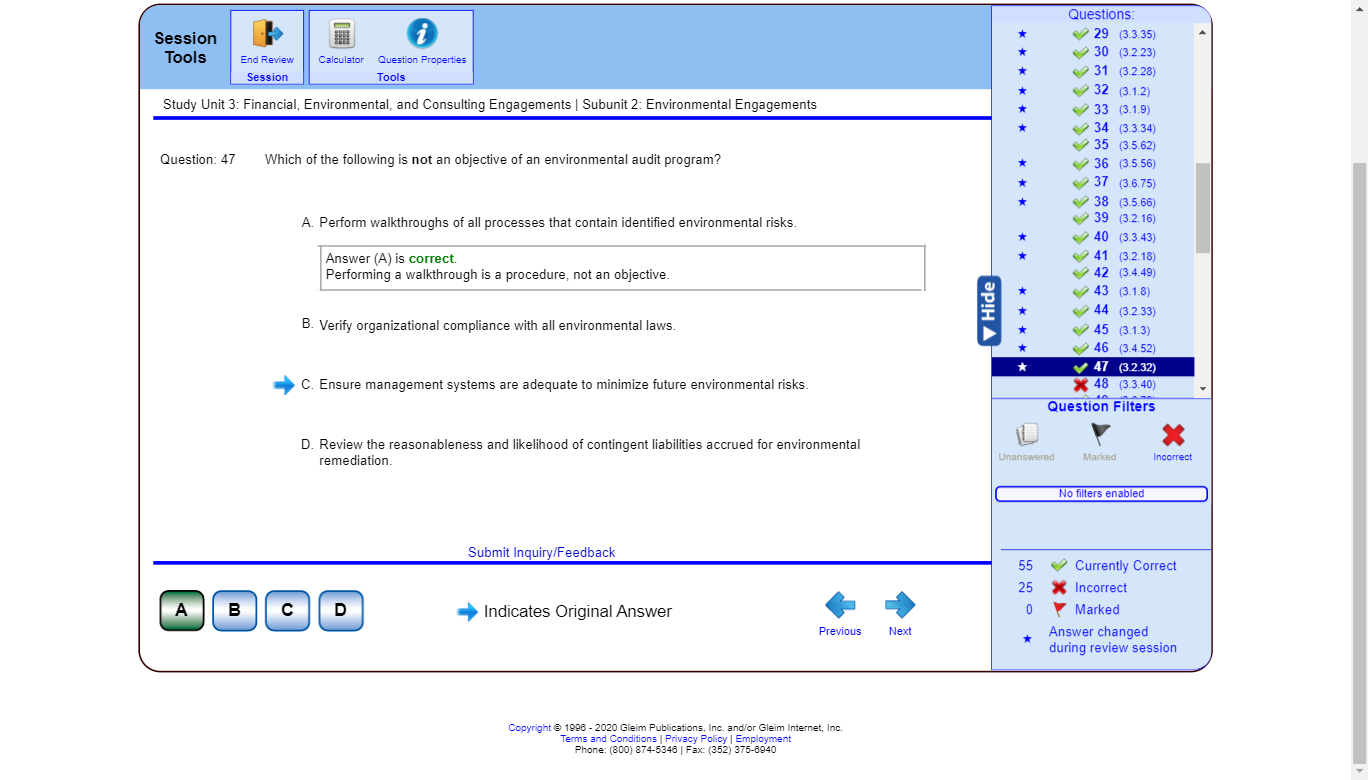 Session
Tools
End Review
Session
Calculator
Question Properties
Tools
Study Unit 3: Financial, Environmental, and Consulting Engagements | Subunit 2: Environmental Engagements
Question: 47
Which of the following is not an objective of an environmental audit program?
A. Perform walkthroughs of all processes that contain identified environmental risks.
Answer (A) is correct.
Performing a walkthrough is a procedure, not an objective.
B. Verify organizational compliance with all environmental laws.
C. Ensure management systems are adequate to minimize future environmental risks.
D. Review the reasonableness and likelihood of contingent liabilities accrued for environmental
remediation.
Submit Inquiry/Feedback
A
B
C
D
Indicates Original Answer
Previous
Next
Hide
Questions:
29 (3.3.35)
30 (3.2.23)
31 (3.2.28)
32 (3.1.2)
33 (3.1.9)
34 (3.3.34)
35 (3.5.62)
36 (3.5.56)
37 (3.6.75)
38 (3.5.66)
39 (3.2.16)
40 (3.3.43)
41 (3.2.18)
42 (3.4.49)
43 (3.1.8)
44 (3.2.33)
45 (3.1.3)
46 (3.4.52)
47 (3.2.32)
48 (3.3.40)
Question Filters
Unanswered
Marked
Incorrect
No filters enabled
55 Currently Correct
25 Incorrect
0 Marked
Answer changed
during review session
Copyright © 1996 - 2020 Gleim Publications, Inc. and/or Gleim Internet, Inc.
Terms and Conditions | Privacy Policy | Employment
Phone: (800) 874-5346 | Fax: (352) 375-6940